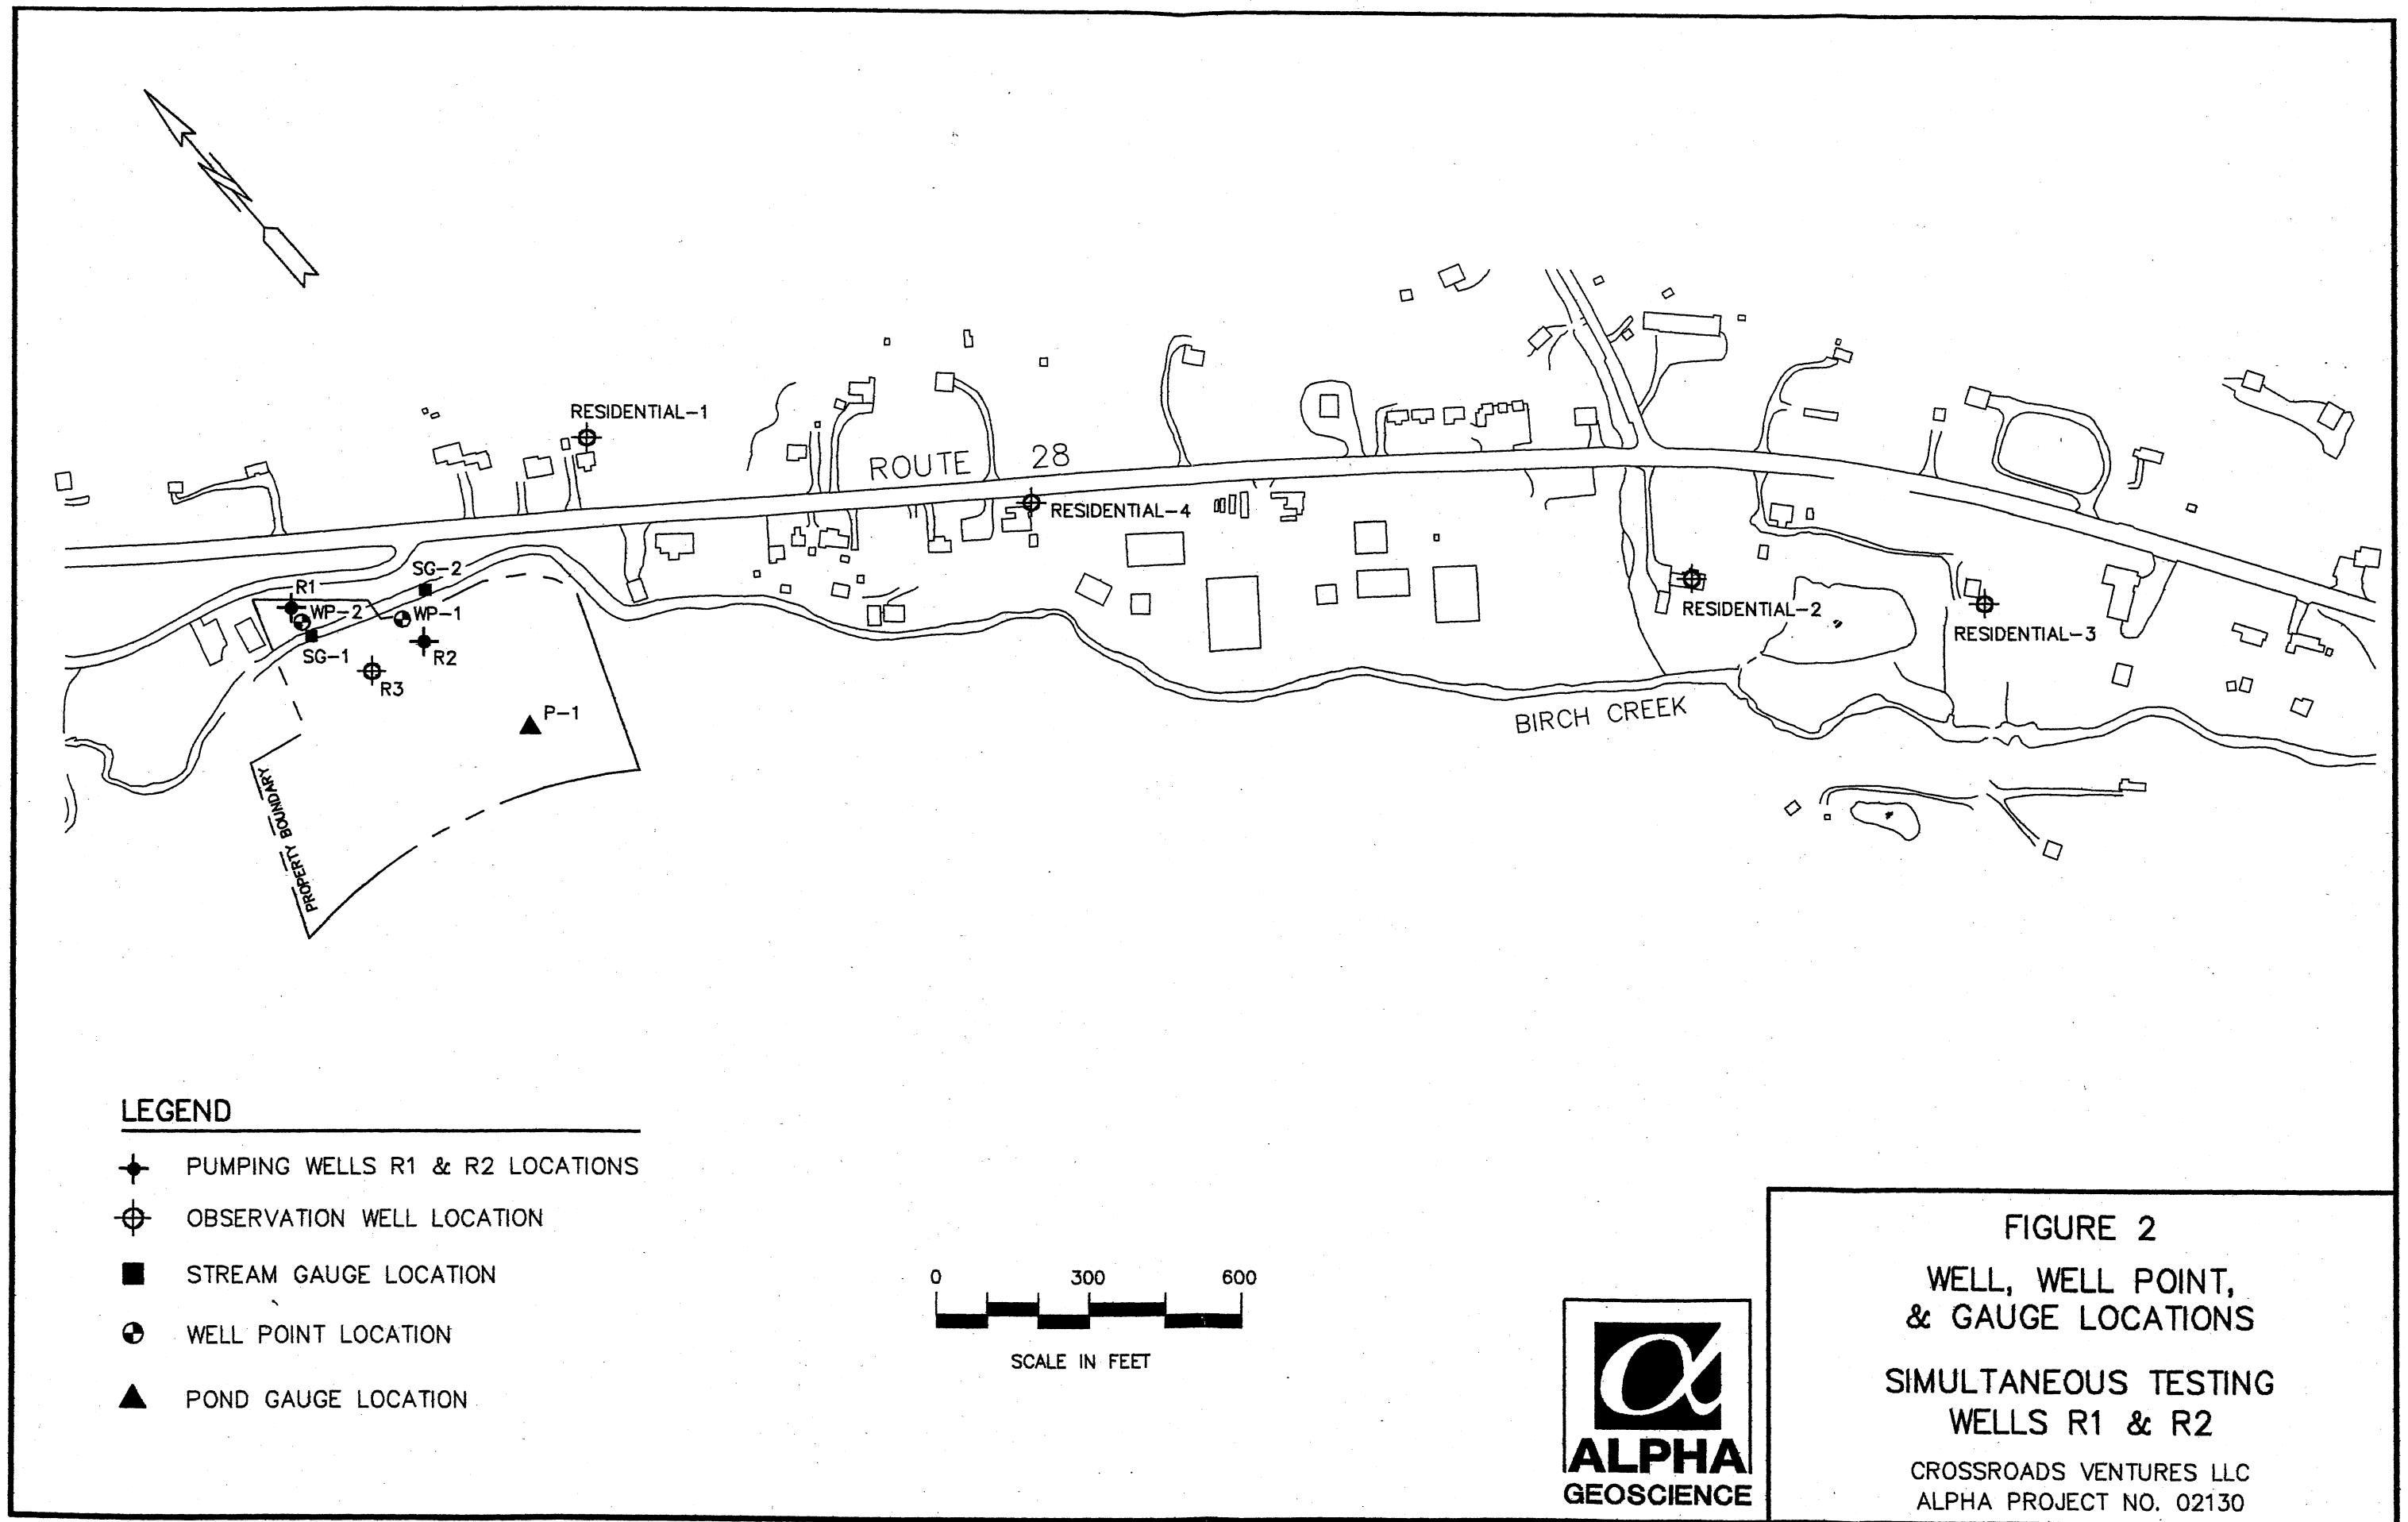 RESIDENTIAL-1
ROUTE 28
RESIDENTIAL-4
SG-2
R1
WP-2
WP-1
RESIDENTIAL-2
RESIDENTIAL-3
SG-1
R2
R3
P-1
BIRCH CREEK
PROPERTY BOUNDARY
LEGEND
PUMPING WELLS R1 & R2 LOCATIONS
OBSERVATION WELL LOCATION
STREAM GAUGE LOCATION
WELL POINT LOCATION
POND GAUGE LOCATION
0 300 600
SCALE IN FEET
α
ALPHA
GEOSCIENCE
FIGURE 2
WELL, WELL POINT,
& GAUGE LOCATIONS
SIMULTANEOUS TESTING
WELLS R1 & R2
CROSSROADS VENTURES LLC
ALPHA PROJECT NO. 02130